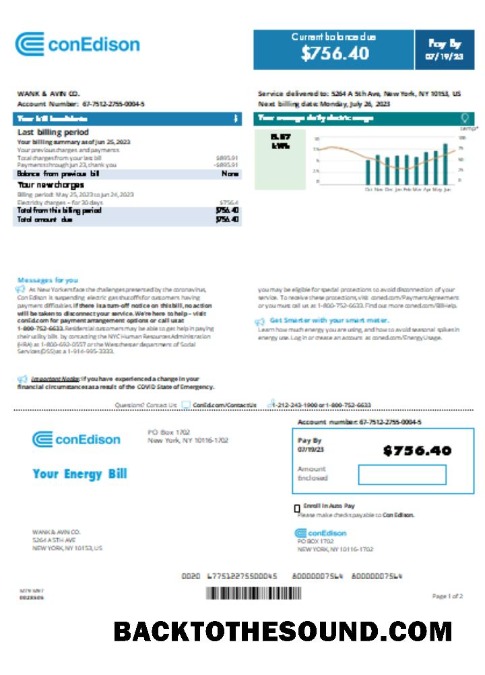 conEdison
Current balance due
$756.40
Pay By
07/19/23
WANK & AVIN CO.
Account Number: 67-7512-2755-0004-5
Service delivered to: 5264 A 5th Ave, New York, NY 10153, US
Next billing date: Monday, July 26, 2023
Your bill breakdown
Last billing period
Your billing summary as of Jun 25, 2023
Your previous charges and payments
Total charges from your last bill $895.91
Payments through Jun 23, thank you -$895.91
Balance from previous bill None
Your new charges
Billing period: May 25, 2023 to Jun 24, 2023
Electricity charges - for 30 days $756.4
Total from this billing period $756.40
Total amount due $756.40
Your average daily electric usage
kWh
temp°
Oct Nov Dec Jan Feb Mar Apr May Jun
Messages for you
As New Yorkers face the challenges presented by the coronavirus,
Con Edison is suspending electric gas shutoffs for customers having
payment difficulties. If there is a turn-off notice on this bill, no action
will be taken to disconnect your service. We're here to help - visit
conEd.com for payment arrangement options or call us at
1-800-752-6633. Residential customers may be able to get help in paying
their utility bills, by contacting the NYC Human Resources Administration
(HRA) at 1-800-692-0557 or the Westchester department of Social
Services (DSS) at 1-914-995-3333.
you may be eligible for special protections to avoid disconnection of your
service. To receive these protections, visit coned.com/PaymentAgreement
or you must call us at 1-800-752-6633. Find out more coned.com/BillHelp.
Get Smarter with your smart meter.
Learn how much energy you are using, and how to avoid seasonal spikes in
energy use. Log in or create an account at coned.com/EnergyUsage.
Important Notice: If you have experienced a change in your
financial circumstances as a result of the COVID State of Emergency.
Questions? Contact Us ConEd.com/ContactUs 1-212-243-1900 or 1-800-752-6633
Account number: 67-7512-2755-0004-5
conEdison
PO Box 1702
New York, NY 10116-1702
Pay By
07/19/23
$756.40
Amount
Enclosed
Your Energy Bill
Enroll In Auto Pay
Please make checks payable to Con Edison.
WANK & AVIN CO.
5264 A 5TH AVE
NEW YORK, NY 10153, US
conEdison
PO BOX 1702
NEW YORK, NY 10116-1702
0020 677512275500045 80000007564 80000007564
Page 1 of 2
BACKTOTHESOUND.COM